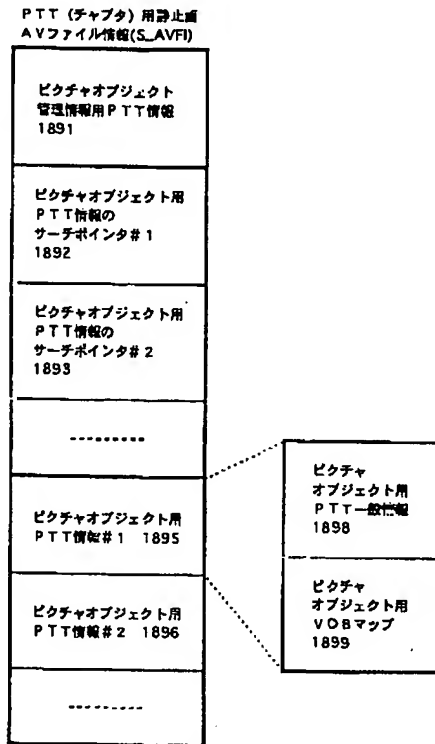 PTT(チャプタ)用静止画
AVファイル情報(S_AVFI)
ピクチャオブジェクト
管理情報用PTT情報
1891
ピクチャオブジェクト用
PTT情報の
サーチポインタ#1
1892
ピクチャオブジェクト用
PTT情報の
サーチポインタ#2
1893
ピクチャオブジェクト用
PTT情報#1 1895
ピクチャオブジェクト用
PTT情報#2 1896
ピクチャ
オブジェクト用
PTT一般情報
1898
ピクチャ
オブジェクト用
VOBマップ
1899